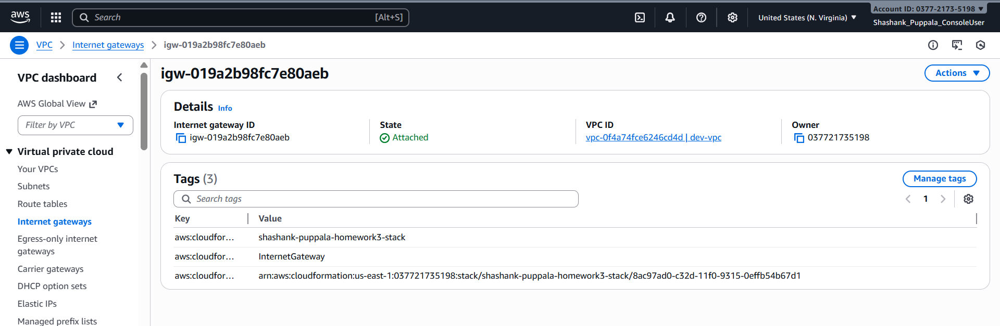 aws
Search [Alt+S]
United States (N. Virginia)
Account ID: 0377-2173-5198
Shashank_Puppala_ConsoleUser
VPC
Internet gateways
igw-019a2b98fc7e80aeb
VPC dashboard
AWS Global View
Filter by VPC
Virtual private cloud
Your VPCs
Subnets
Route tables
Internet gateways
Egress-only internet
gateways
Carrier gateways
DHCP option sets
Elastic IPs
Managed prefix lists
igw-019a2b98fc7e80aeb
Actions
Details Info
Internet gateway ID
igw-019a2b98fc7e80aeb
State
Attached
VPC ID
vpc-0f4a74fce6246cd4d | dev-vpc
Owner
037721735198
Tags (3)
Manage tags
Search tags
1
Key Value
aws:cloudfor... shashank-puppala-homework3-stack
aws:cloudfor... InternetGateway
aws:cloudfor... arn:aws:cloudformation:us-east-1:037721735198:stack/shashank-puppala-homework3-stack/8ac97ad0-c32d-11f0-9315-0effb54b67d1